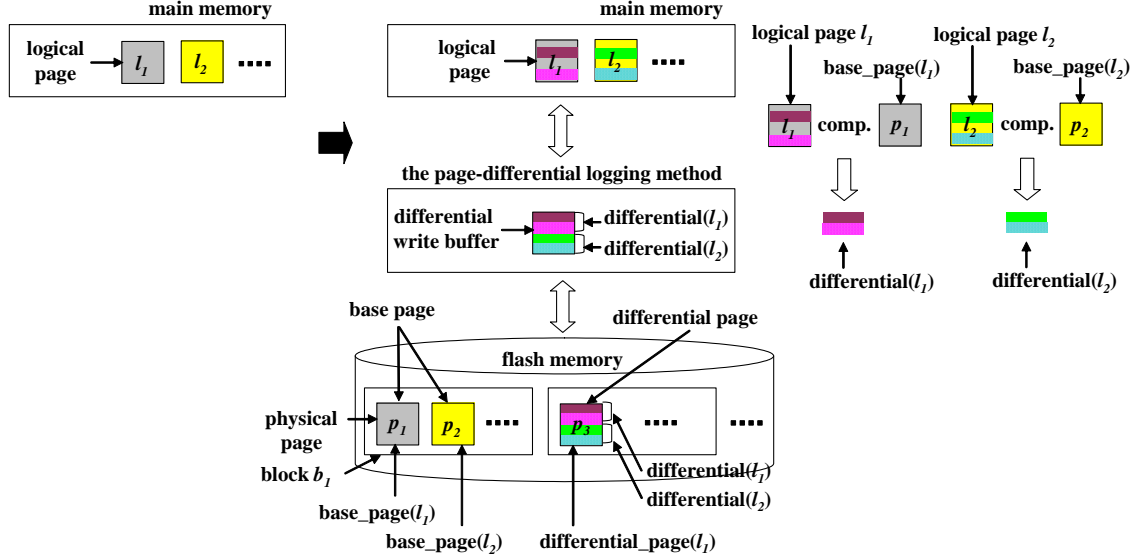 main memory
logical
page
l1
l2
....
main memory
logical
page
l1
l2
....
logical page l1
base_page(l1)
l1
comp.
p1
differential(l1)
logical page l2
base_page(l2)
l2
comp.
p2
differential(l2)
the page-differential logging method
differential
write buffer
differential(l1)
differential(l2)
base page
differential page
flash memory
physical
page
p1
p2
....
p3
....
....
block b1
differential(l1)
differential(l2)
base_page(l1)
base_page(l2)
differential_page(l1)